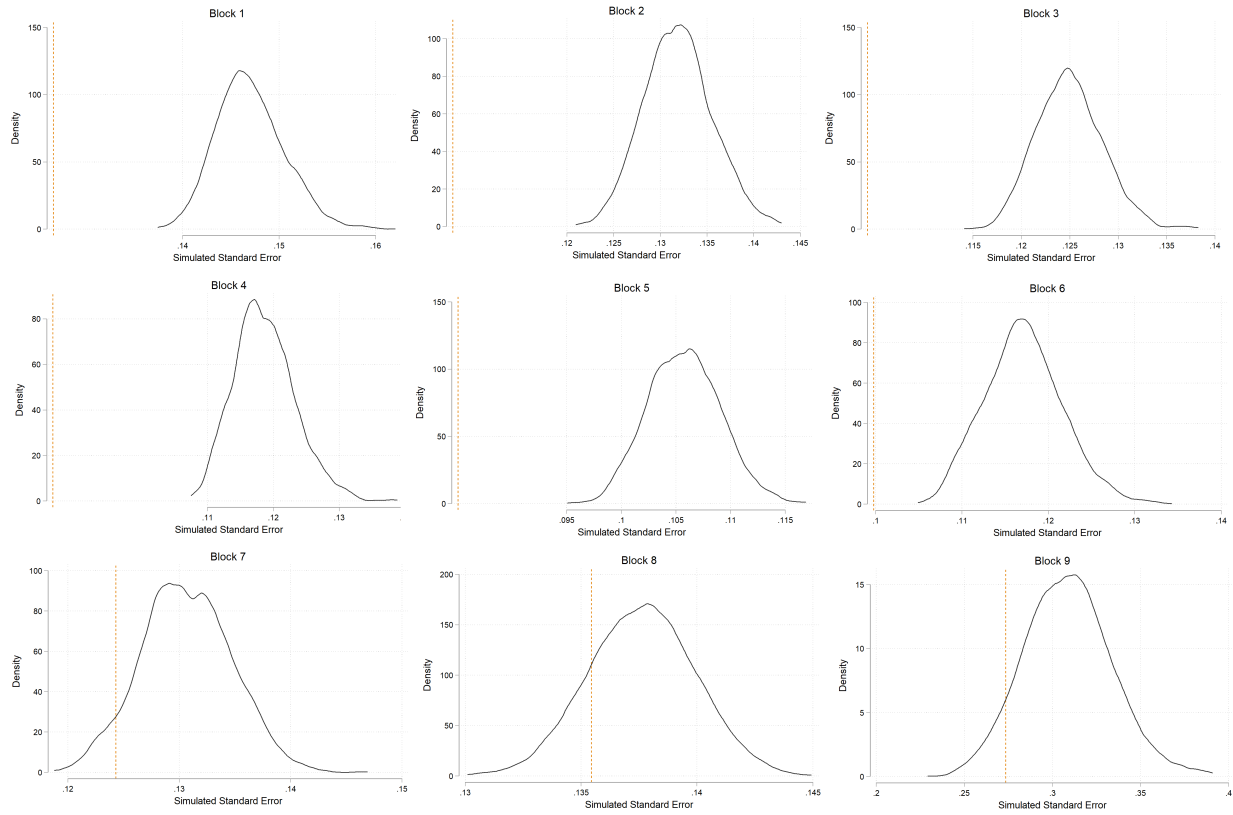 Block 1
150
100
50
0
Density
.14 .15 .16
Simulated Standard Error
Block 2
100
80
60
40
20
0
Density
.12 .125 .13 .135 .14 .145
Simulated Standard Error
Block 3
150
100
50
0
Density
.115 .12 .125 .13 .135 .14
Simulated Standard Error
Block 4
80
60
40
20
0
Density
.11 .12 .13
Simulated Standard Error
Block 5
150
100
50
0
Density
.095 .1 .105 .11 .115
Simulated Standard Error
Block 6
100
80
60
40
20
0
Density
.1 .11 .12 .13 .14
Simulated Standard Error
Block 7
100
80
60
40
20
0
Density
.12 .13 .14 .15
Simulated Standard Error
Block 8
200
150
100
50
0
Density
.13 .135 .14 .145
Simulated Standard Error
Block 9
15
10
5
0
Density
.2 .25 .3 .35 .4
Simulated Standard Error